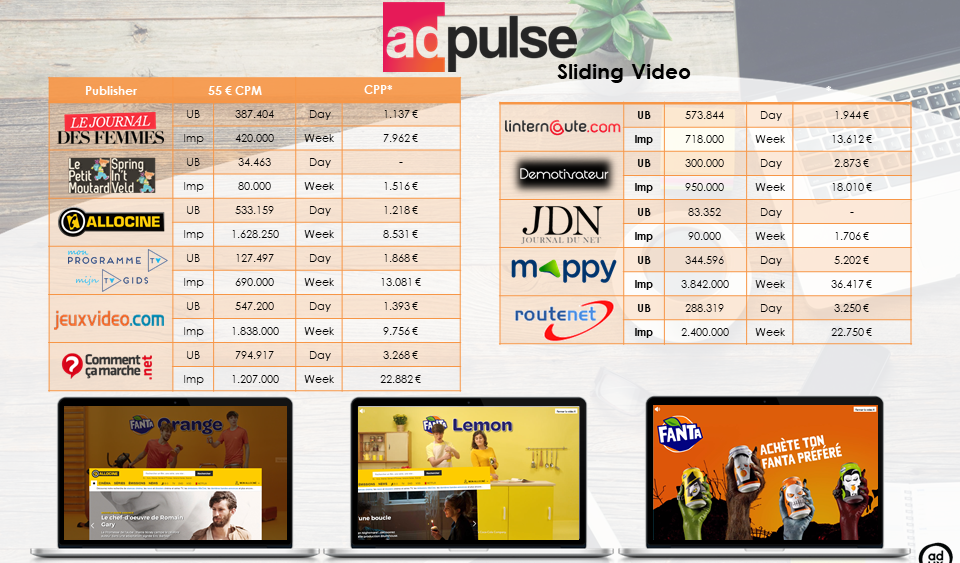 adpulse
Sliding Video
Publisher 55 € CPM CPP*
LE JOURNAL DES FEMMES UB 387.404 Day 1.137 €
Imp 420.000 Week 7.962 €
Le Petit Moutard Spring In't Veld UB 34.463 Day -
Imp 80.000 Week 1.516 €
ALLOCINE UB 533.159 Day 1.218 €
Imp 1.628.250 Week 8.531 €
mon PROGRAMME TV UB 127.497 Day 1.868 €
mijn TV GIDS Imp 690.000 Week 13.081 €
jeuxvideo.com UB 547.200 Day 1.393 €
Imp 1.838.000 Week 9.756 €
Comment ça marche.net UB 794.917 Day 3.268 €
Imp 1.207.000 Week 22.882 €
*
linternaute.com UB 573.844 Day 1.944 €
Imp 718.000 Week 13.612 €
Demotivateur UB 300.000 Day 2.873 €
Imp 950.000 Week 18.010 €
JDN UB 83.352 Day -
JOURNAL DU NET Imp 90.000 Week 1.706 €
mappy UB 344.596 Day 5.202 €
Imp 3.842.000 Week 36.417 €
routenet UB 288.319 Day 3.250 €
Imp 2.400.000 Week 22.750 €
FANTA Orange
ALLOCINE
Le chef-d'oeuvre de Romain
Gary
FANTA Lemon
'une boucle
FANTA
ACHÈTE TON
FANTA PRÉFÉRÉ
ad